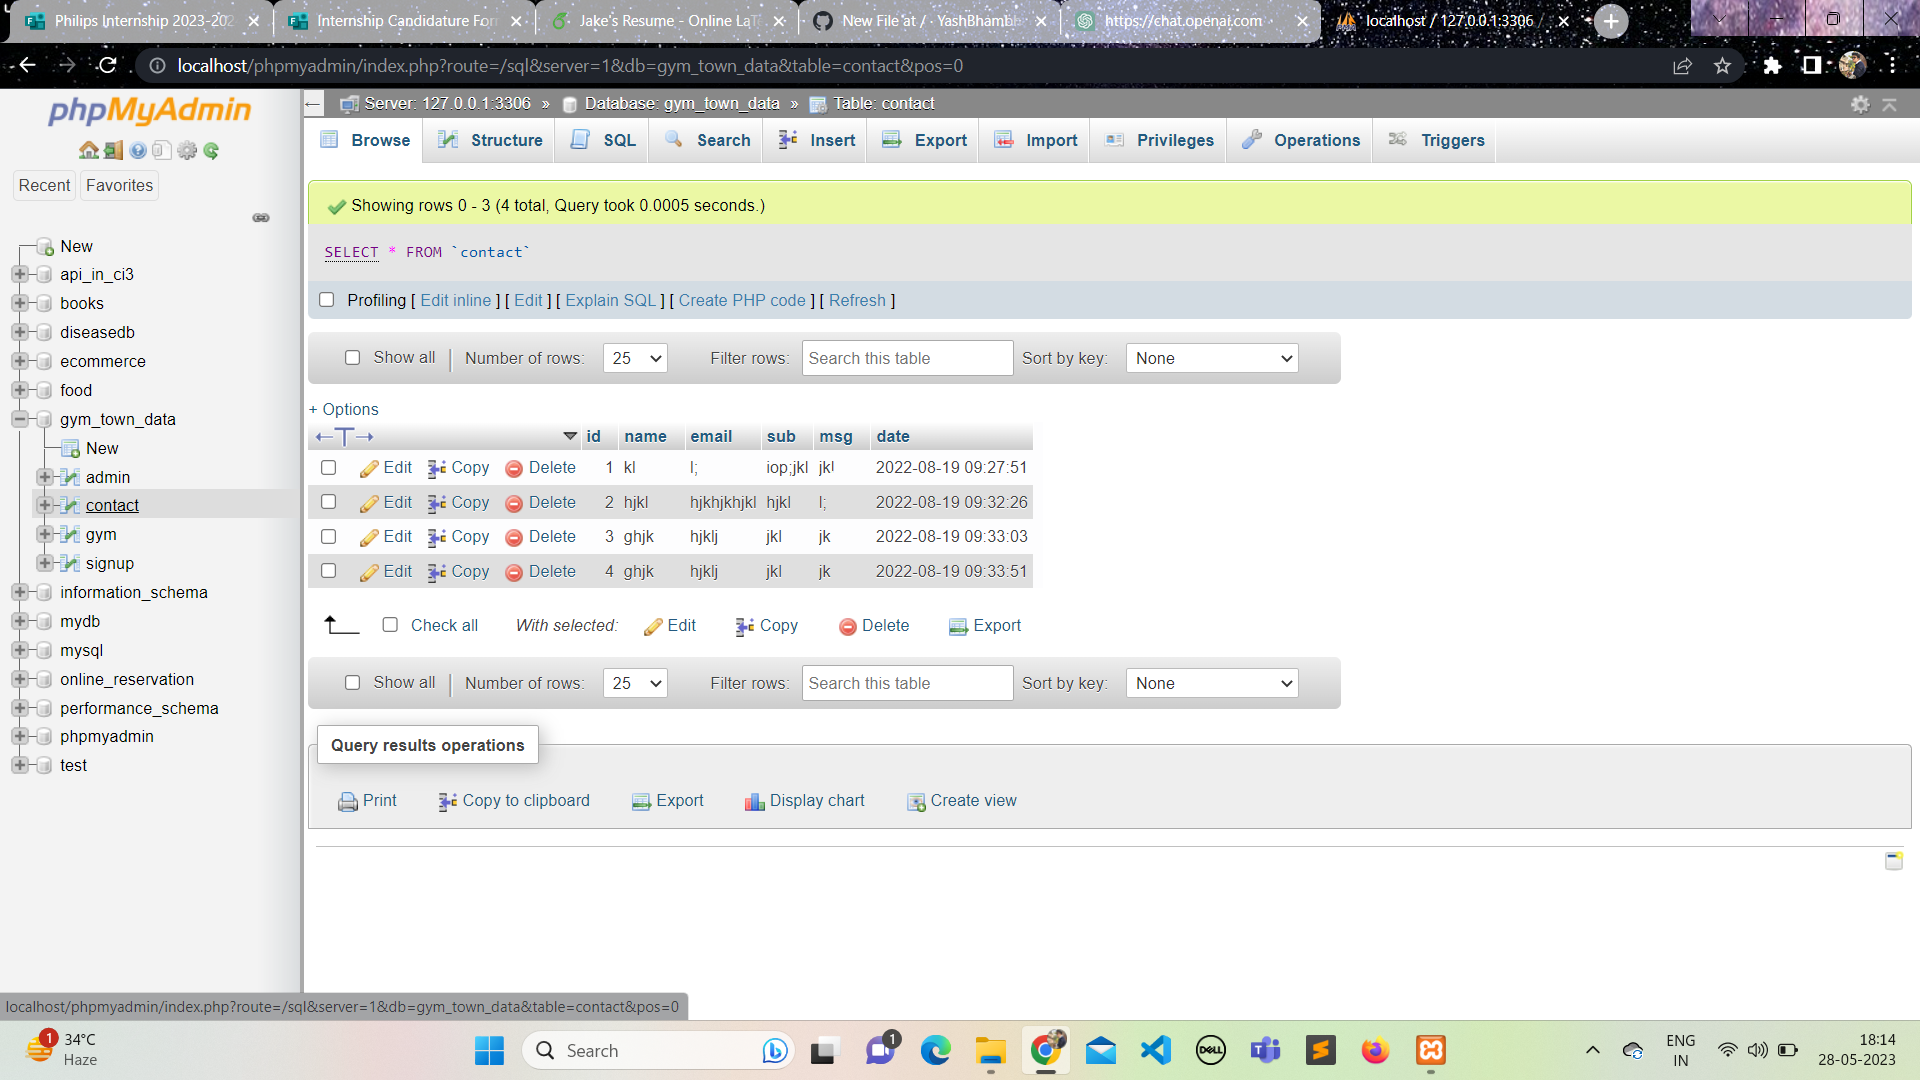 Philips Internship 2023-202
Internship Candidature For
Jake's Resume - Online LaT
New File at / · YashBhamb
https://chat.openai.com
localhost / 127.0.0.1:3306 /
localhost/phpmyadmin/index.php?route=/sql&server=1&db=gym_town_data&table=contact&pos=0
phpMyAdmin
Recent Favorites
New
api_in_ci3
books
diseasedb
ecommerce
food
gym_town_data
New
admin
contact
gym
signup
information_schema
mydb
mysql
online_reservation
performance_schema
phpmyadmin
test
Server: 127.0.0.1:3306 » Database: gym_town_data » Table: contact
Browse Structure SQL Search Insert Export Import Privileges Operations Triggers
Showing rows 0 - 3 (4 total, Query took 0.0005 seconds.)
SELECT * FROM `contact`
Profiling [ Edit inline ] [ Edit ] [ Explain SQL ] [ Create PHP code ] [ Refresh ]
Show all | Number of rows: 25 Filter rows: Search this table Sort by key: None
+ Options
←T→ id name email sub msg date
Edit Copy Delete 1 kl l; iop;jkl jkl 2022-08-19 09:27:51
Edit Copy Delete 2 hjkl hjkhjkhjkl hjkl l; 2022-08-19 09:32:26
Edit Copy Delete 3 ghjk hjklj jkl jk 2022-08-19 09:33:03
Edit Copy Delete 4 ghjk hjklj jkl jk 2022-08-19 09:33:51
Check all With selected: Edit Copy Delete Export
Show all | Number of rows: 25 Filter rows: Search this table Sort by key: None
Query results operations
Print Copy to clipboard Export Display chart Create view
localhost/phpmyadmin/index.php?route=/sql&server=1&db=gym_town_data&table=contact&pos=0
1
34°C
Haze
Search
1
DELL
ENG
IN
18:14
28-05-2023